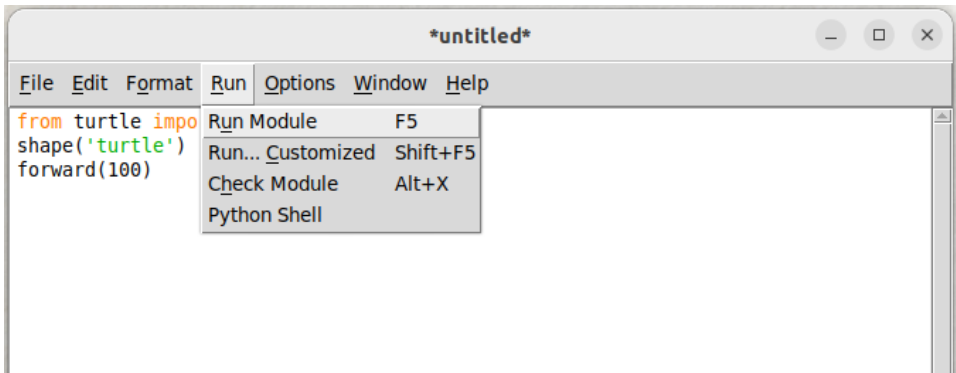 *untitled*
File Edit Format Run Options Window Help
from turtle impo
shape('turtle')
forward(100)
Run Module F5
Run... Customized Shift+F5
Check Module Alt+X
Python Shell